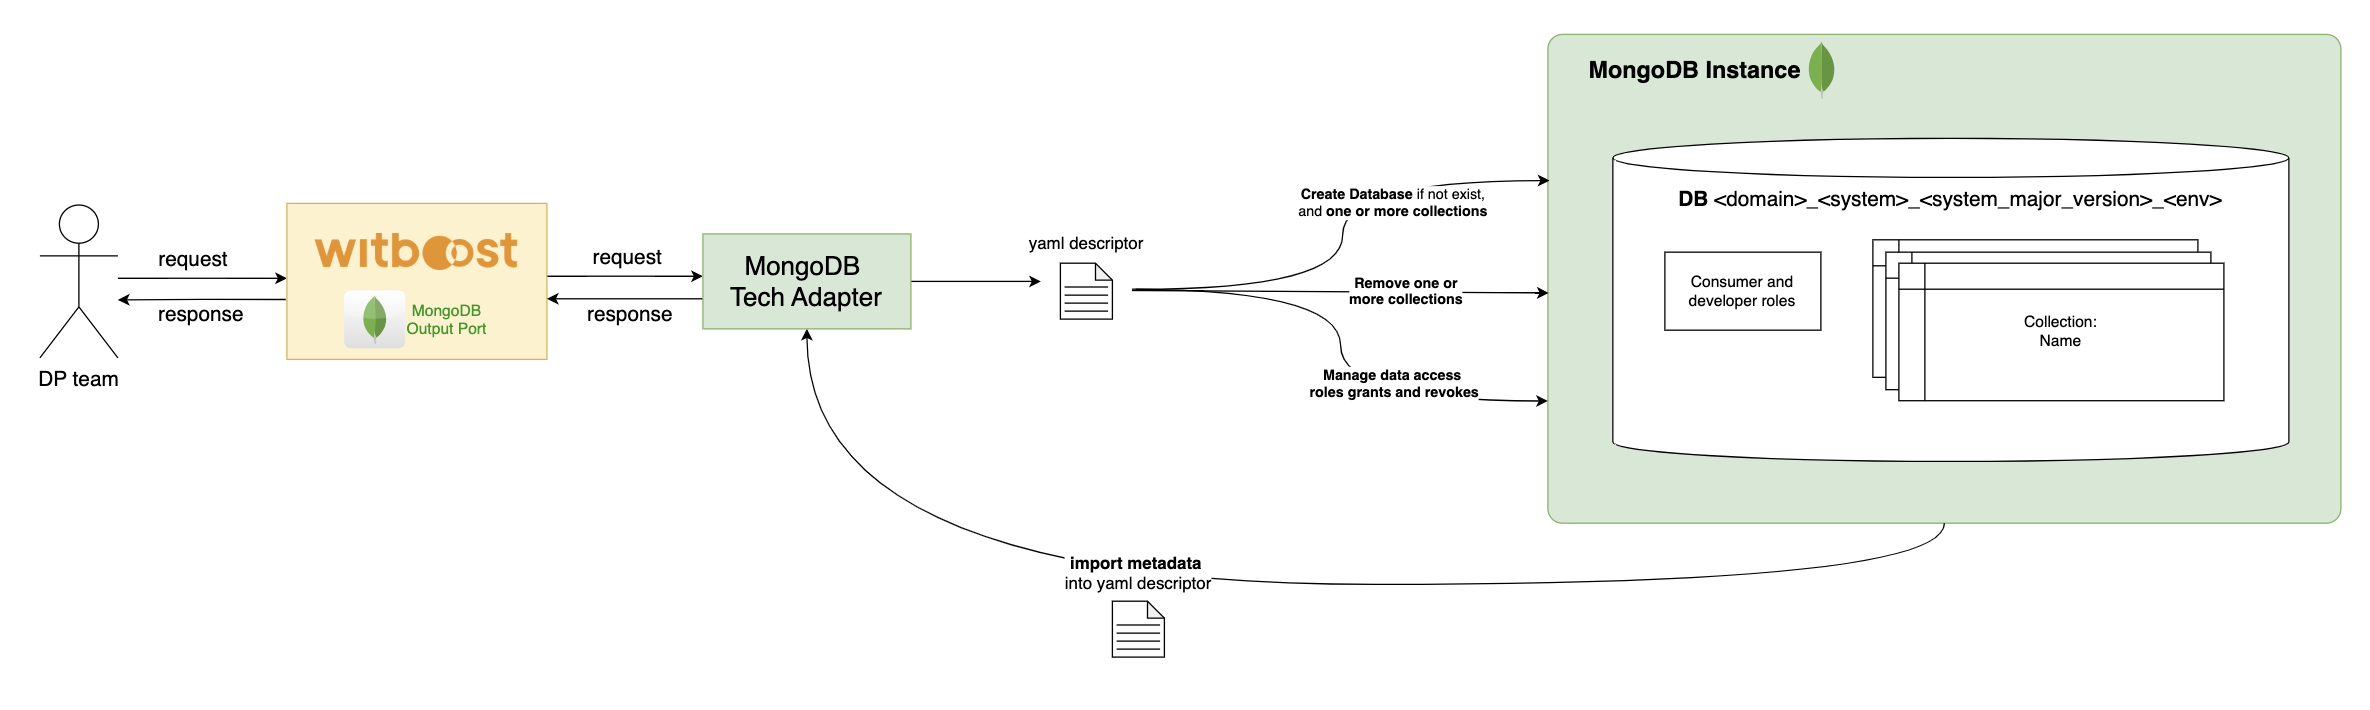 MongoDB Instance
DB <domain>_<system>_<system_major_version>_<env>
Consumer and
developer roles
Collection:
Name
DP team
request
response
witboost
MongoDB
Output Port
request
response
MongoDB
Tech Adapter
yaml descriptor
Create Database if not exist,
and one or more collections
Remove one or
more collections
Manage data access
roles grants and revokes
import metadata
into yaml descriptor